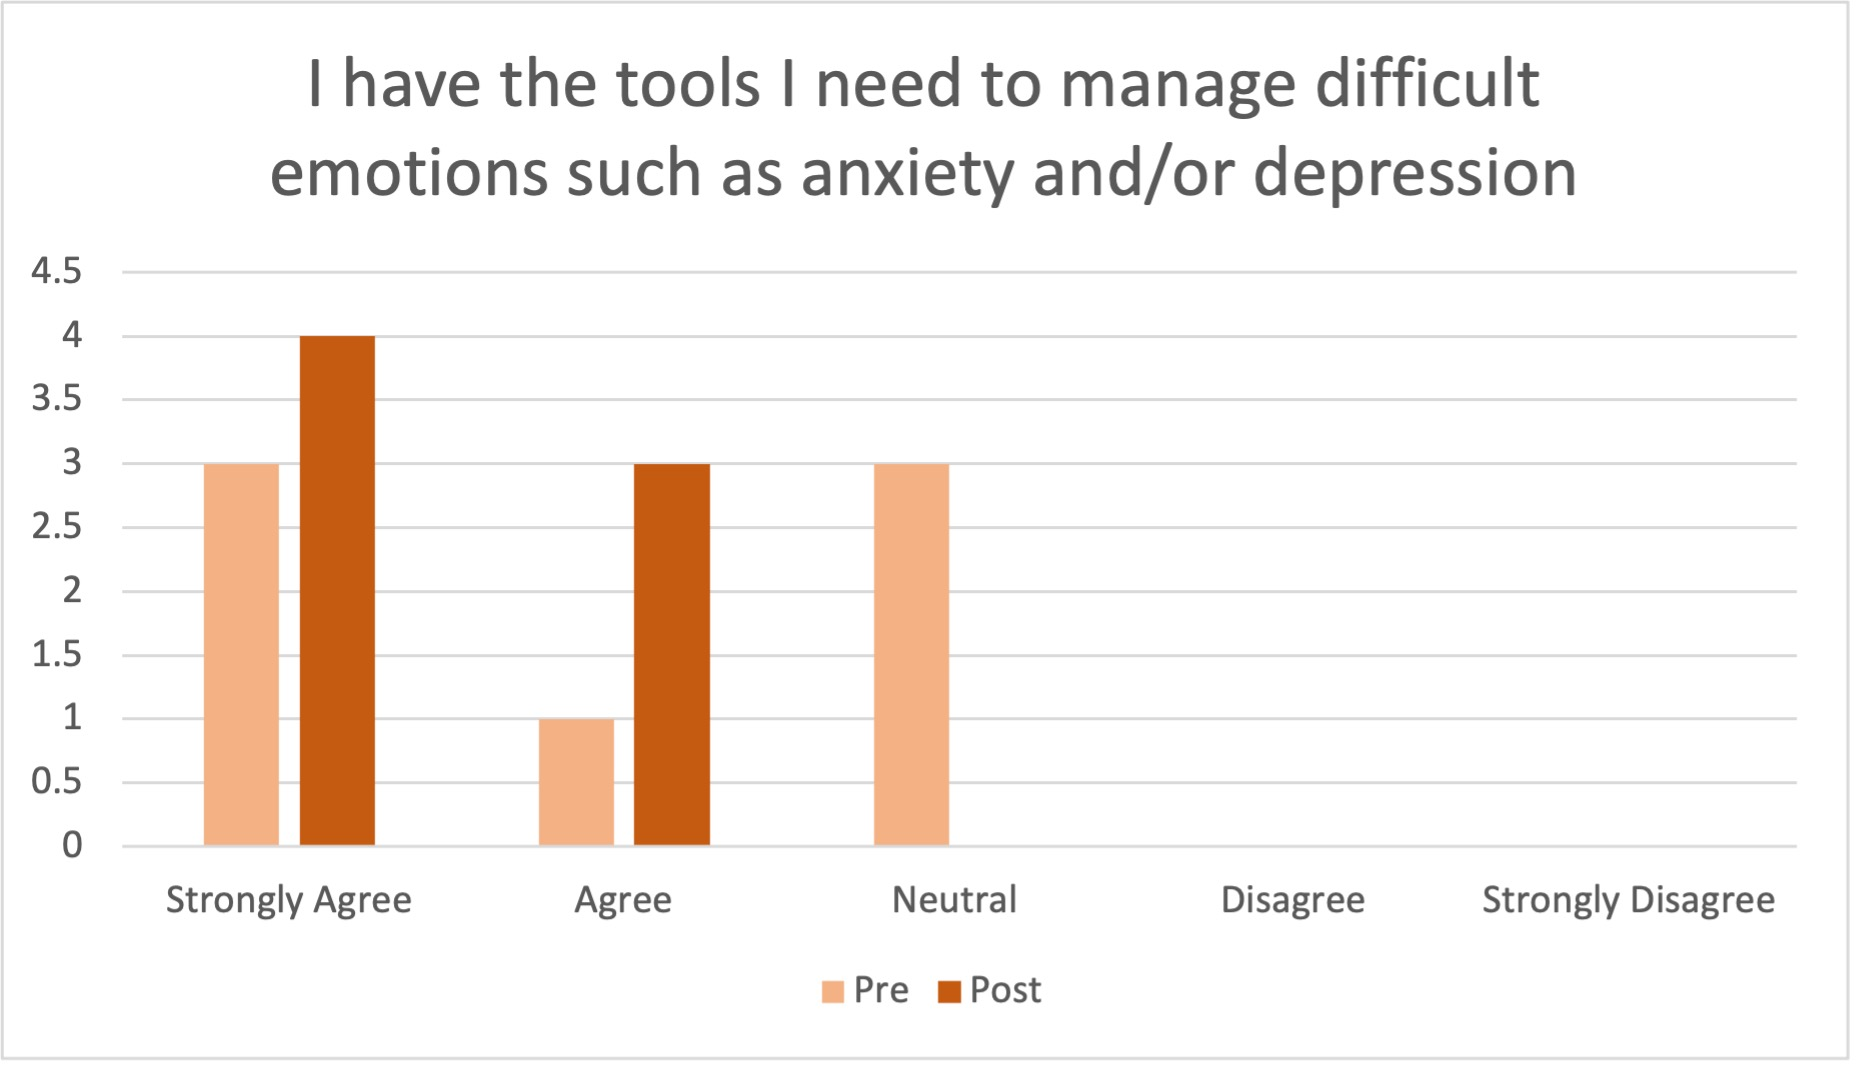 I have the tools I need to manage difficult
emotions such as anxiety and/or depression
4.5
4
3.5
3
2.5
2
1.5
1
0.5
0
Strongly Agree Agree Neutral Disagree Strongly Disagree
Pre Post